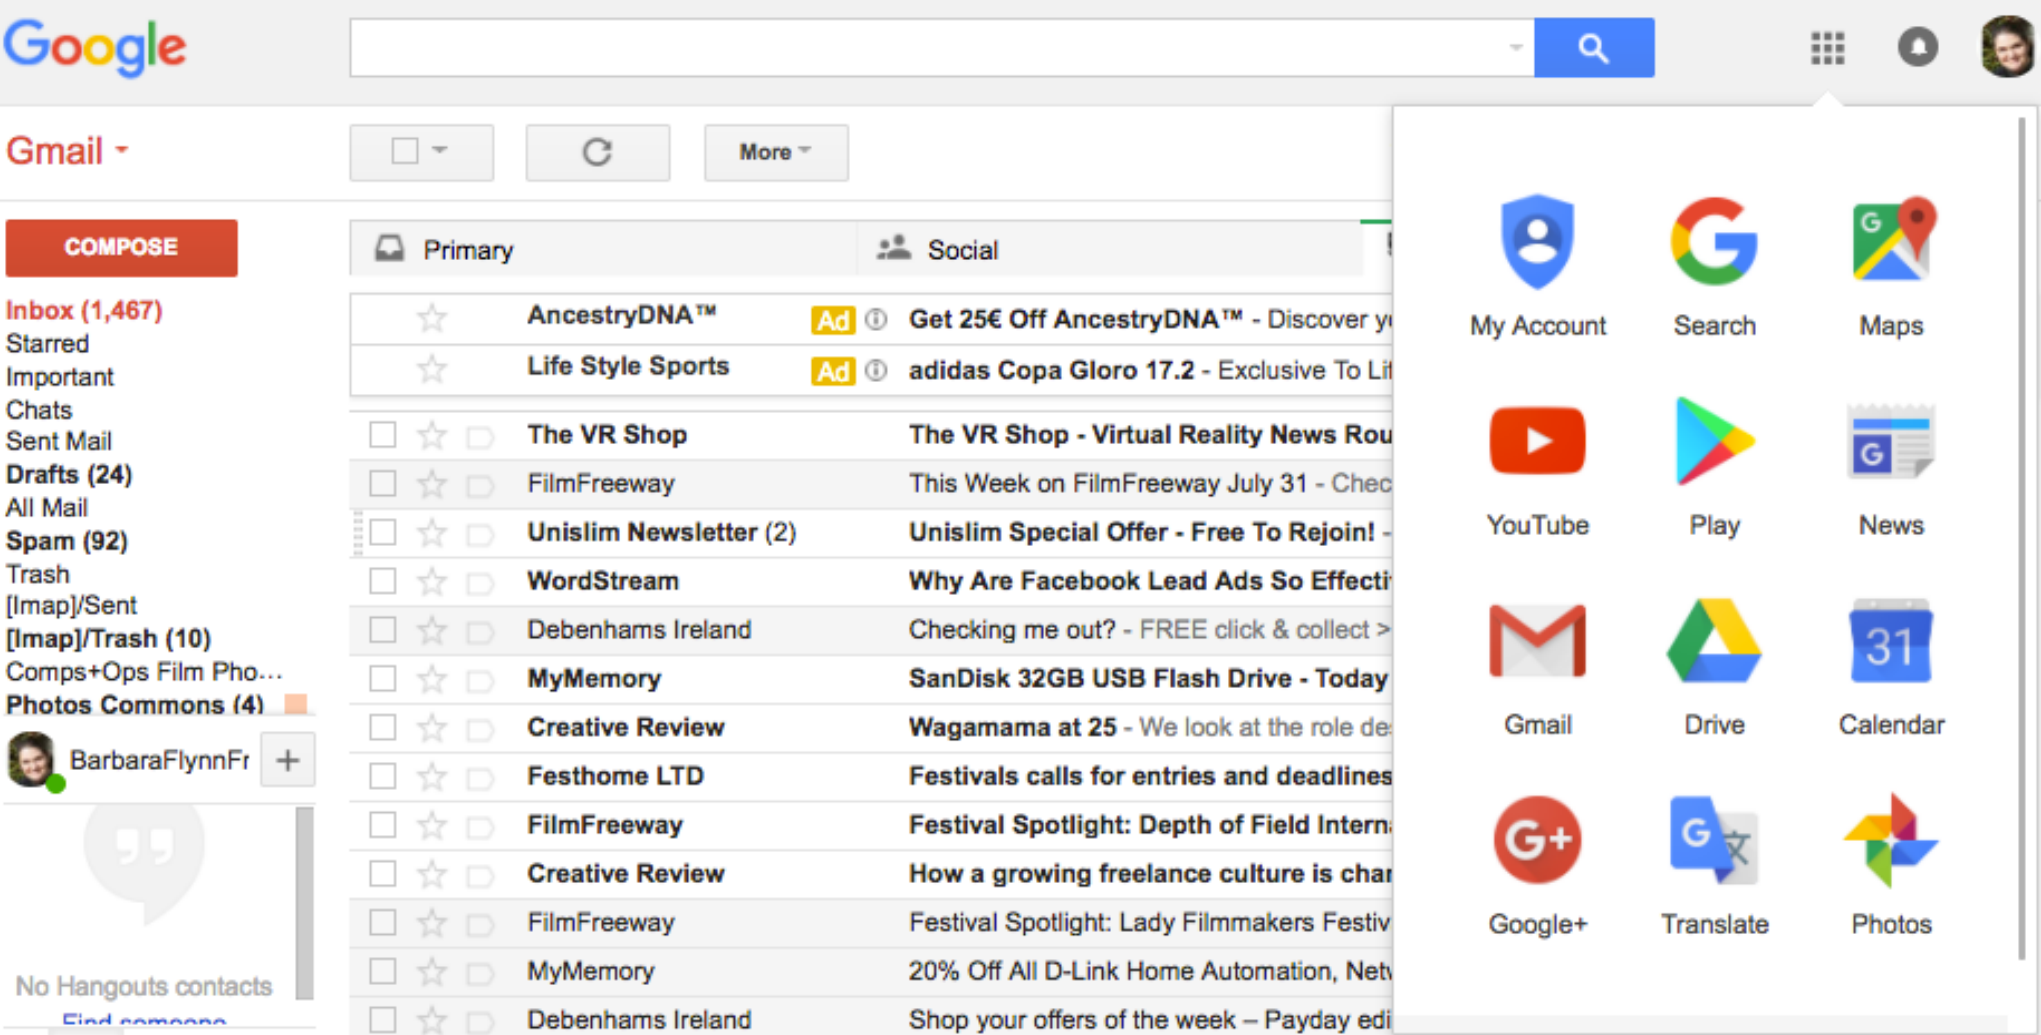 Google
Gmail
More
COMPOSE
Inbox (1,467)
Starred
Important
Chats
Sent Mail
Drafts (24)
All Mail
Spam (92)
Trash
[Imap]/Sent
[Imap]/Trash (10)
Comps+Ops Film Pho...
Photos Commons (4)
BarbaraFlynnFr
No Hangouts contacts
Find someone
Primary
Social
AncestryDNA™ Ad Get 25€ Off AncestryDNA™ - Discover
Life Style Sports Ad adidas Copa Gloro 17.2 - Exclusive To
The VR Shop The VR Shop - Virtual Reality News Rou
FilmFreeway This Week on FilmFreeway July 31 - Chec
Unislim Newsletter (2) Unislim Special Offer - Free To Rejoin! -
WordStream Why Are Facebook Lead Ads So Effecti
Debenhams Ireland Checking me out? - FREE click & collect >
MyMemory SanDisk 32GB USB Flash Drive - Today
Creative Review Wagamama at 25 - We look at the role de
Festhome LTD Festivals calls for entries and deadlines
FilmFreeway Festival Spotlight: Depth of Field Interna
Creative Review How a growing freelance culture is char
FilmFreeway Festival Spotlight: Lady Filmmakers Festiv
MyMemory 20% Off All D-Link Home Automation, Netw
Debenhams Ireland Shop your offers of the week – Payday edi
My Account
Search
G
Maps
YouTube
Play
G
News
Gmail
Drive
31
Calendar
G+
Google+
G
文
Translate
Photos